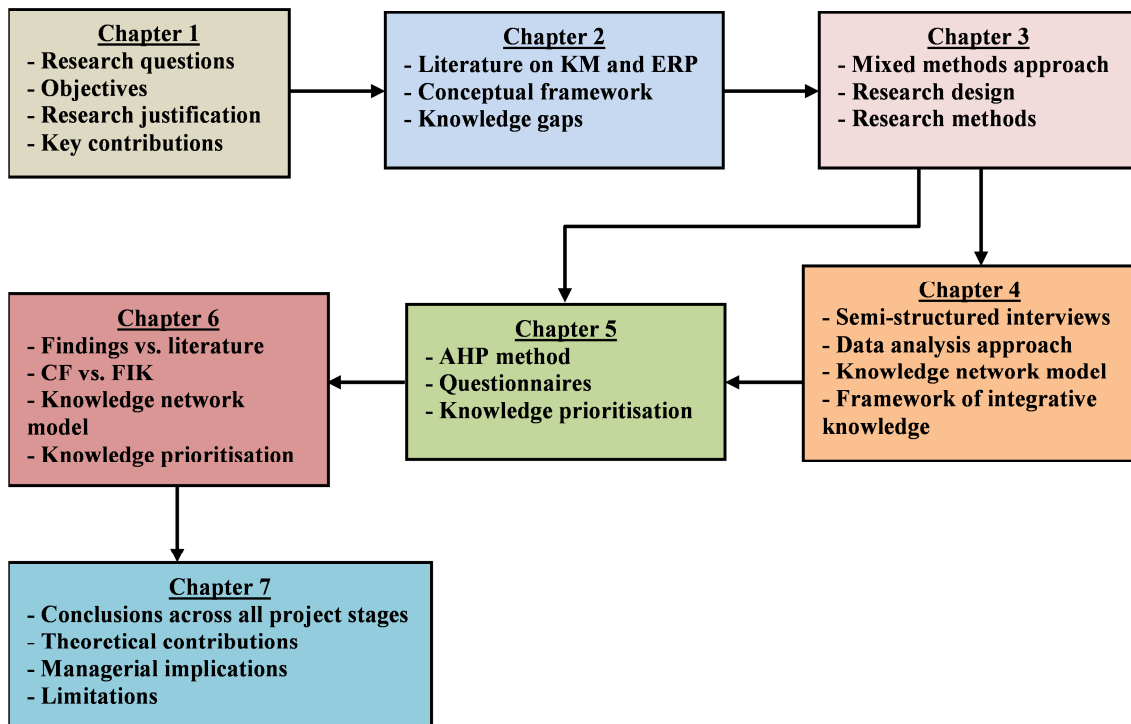 Chapter 1
- Research questions
- Objectives
- Research justification
- Key contributions
Chapter 2
- Literature on KM and ERP
- Conceptual framework
- Knowledge gaps
Chapter 3
- Mixed methods approach
- Research design
- Research methods
Chapter 4
- Semi-structured interviews
- Data analysis approach
- Knowledge network model
- Framework of integrative
knowledge
Chapter 5
- AHP method
- Questionnaires
- Knowledge prioritisation
Chapter 6
- Findings vs. literature
- CF vs. FIK
- Knowledge network
model
- Knowledge prioritisation
Chapter 7
- Conclusions across all project stages
- Theoretical contributions
- Managerial implications
- Limitations